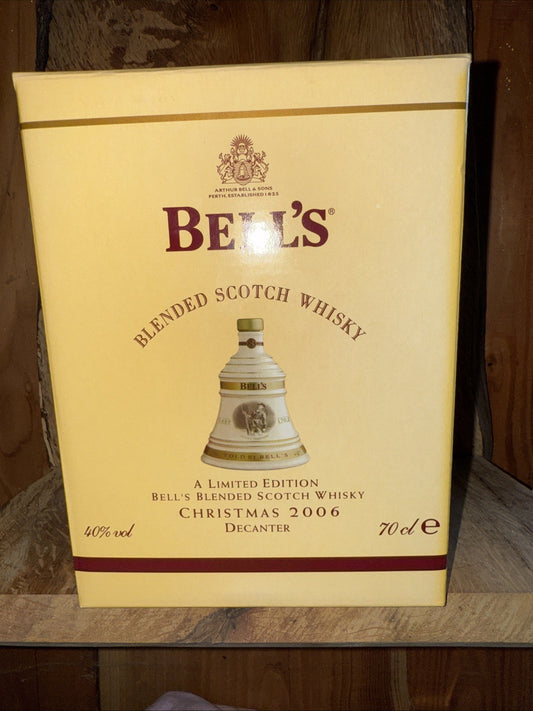 ARTHUR BELL & SONS
PERTH. ESTABLISHED 1825
BELL'S®
BLENDED SCOTCH WHISKY
8
BELL'S
A LIMITED EDITION
BELL'S BLENDED SCOTCH WHISKY
CHRISTMAS 2006
DECANTER
40% vol
70 cl e